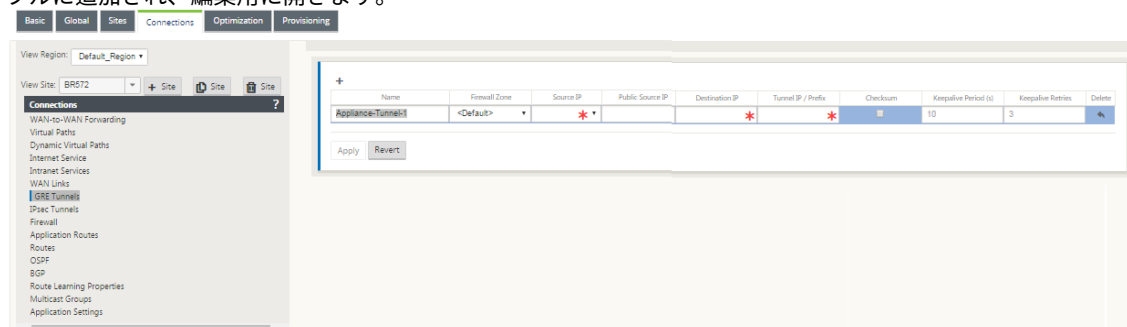 ブルに追加され、編集用に開きます。
Basic Global Sites Connections Optimization Provisioning
View Region: Default_Region
View Site: BR572 + Site Site Site
Connections ?
WAN-to-WAN Forwarding
Virtual Paths
Dynamic Virtual Paths
Internet Service
Intranet Services
WAN Links
GRE Tunnels
IPsec Tunnels
Firewall
Application Routes
Routes
OSPF
BGP
Route Learning Properties
Multicast Groups
Application Settings
+
Name Firewall Zone Source IP Public Source IP Destination IP Tunnel IP / Prefix Checksum Keepalive Period (s) Keepalive Retries Delete
Appliance-Tunnel-1 <Default> * * * 10 3
Apply Revert